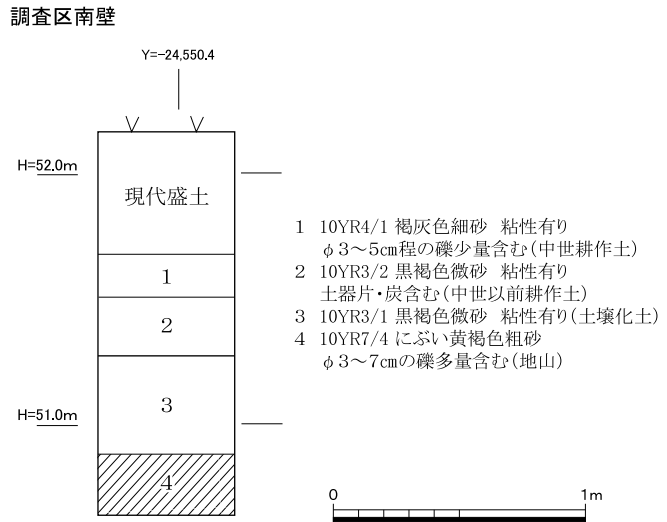 調査区南壁
Y=-24,550.4
H=52.0m
現代盛土
1
2
3
H=51.0m
4
1 10YR4/1 褐灰色細砂 粘性有り
φ3～5㎝程の礫少量含む(中世耕作土)
2 10YR3/2 黒褐色微砂 粘性有り
土器片・炭含む(中世以前耕作土)
3 10YR3/1 黒褐色微砂 粘性有り(土壌化土)
4 10YR7/4 にぶい黄褐色粗砂
φ3～7㎝の礫多量含む(地山)
0 1m